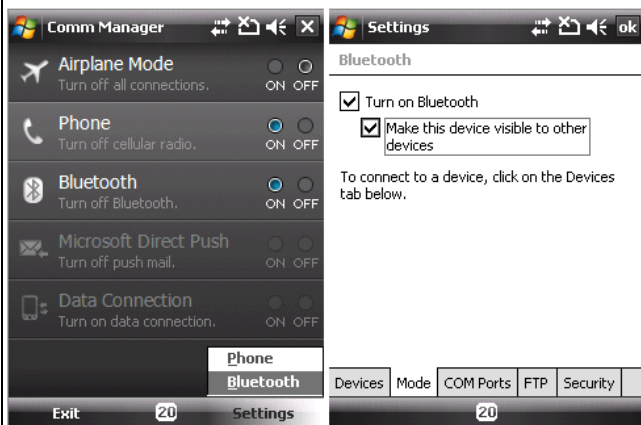 Comm Manager
Airplane Mode
Turn off all connections.
ON OFF
Phone
Turn off cellular radio.
ON OFF
Bluetooth
Turn off Bluetooth.
ON OFF
Microsoft Direct Push
Turn off push mail.
ON OFF
Data Connection
Turn on data connection.
ON OFF
Phone
Bluetooth
Exit 20 Settings
Settings ok
Bluetooth
Turn on Bluetooth
Make this device visible to other
devices
To connect to a device, click on the Devices
tab below.
Devices Mode COM Ports FTP Security
20